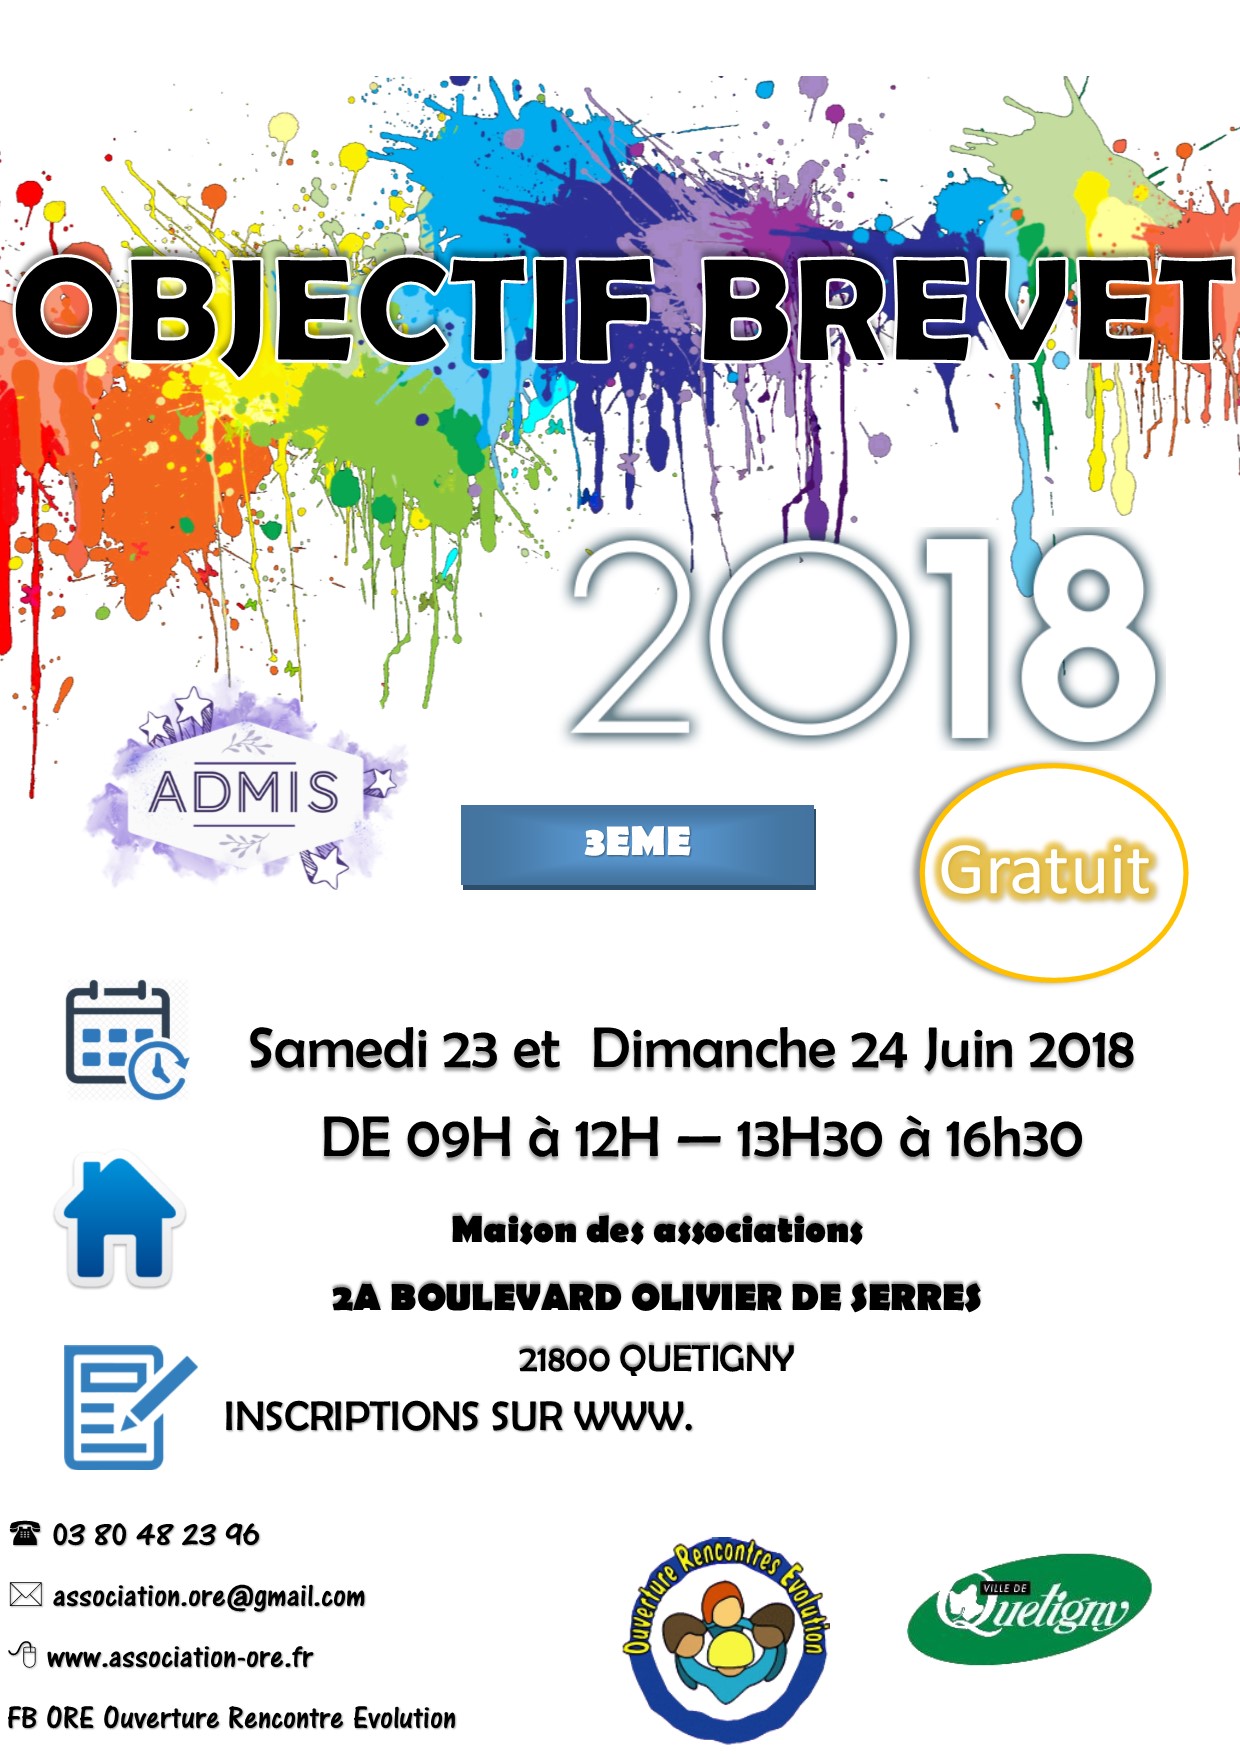 OBJECTIF BREVET
2018
ADMIS
3EME
Gratuit
Samedi 23 et Dimanche 24 Juin 2018
DE 09H à 12H — 13H30 à 16h30
Maison des associations
2A BOULEVARD OLIVIER DE SERRES
21800 QUETIGNY
INSCRIPTIONS SUR WWW.
03 80 48 23 96
association.ore@gmail.com
www.association-ore.fr
FB ORE Ouverture Rencontre Evolution
Ouverture Rencontres Evolution
VILLE DE
Quetigny